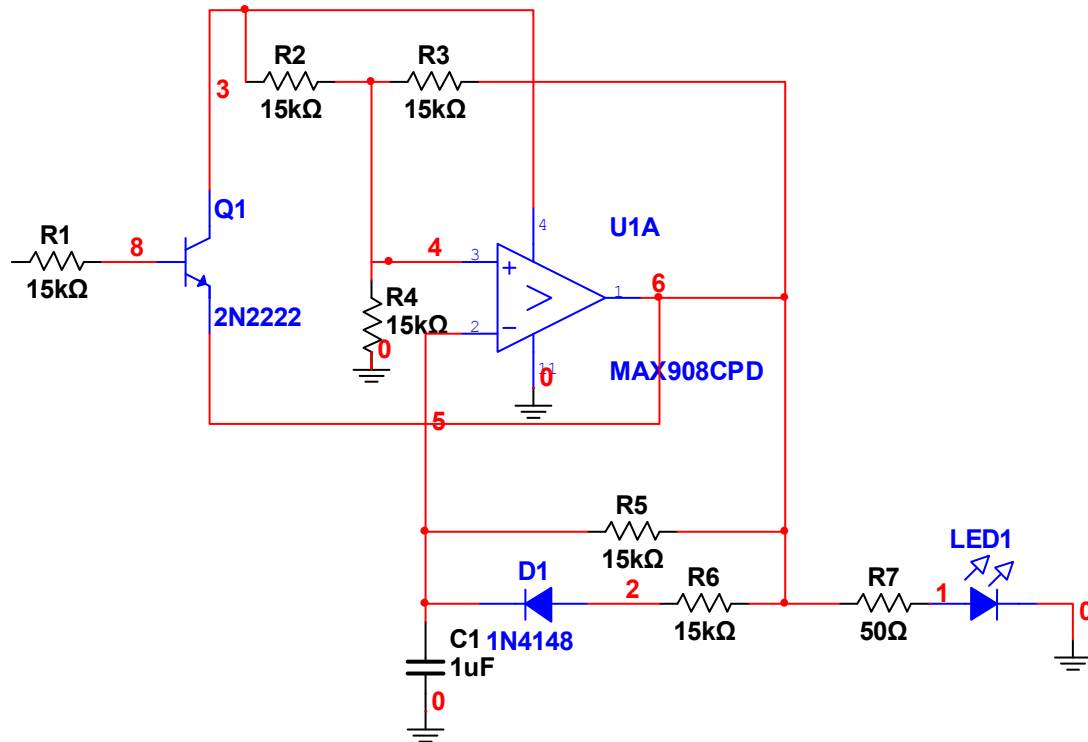 R2
R3
3
15kΩ
15kΩ
Q1
4
U1A
R1
8
4
3
6
1
15kΩ
R4
15kΩ
2N2222
2
0
11
0
MAX908CPD
5
R5
15kΩ
LED1
D1
2
R6
R7
1
0
1N4148
15kΩ
50Ω
C1
1uF
0